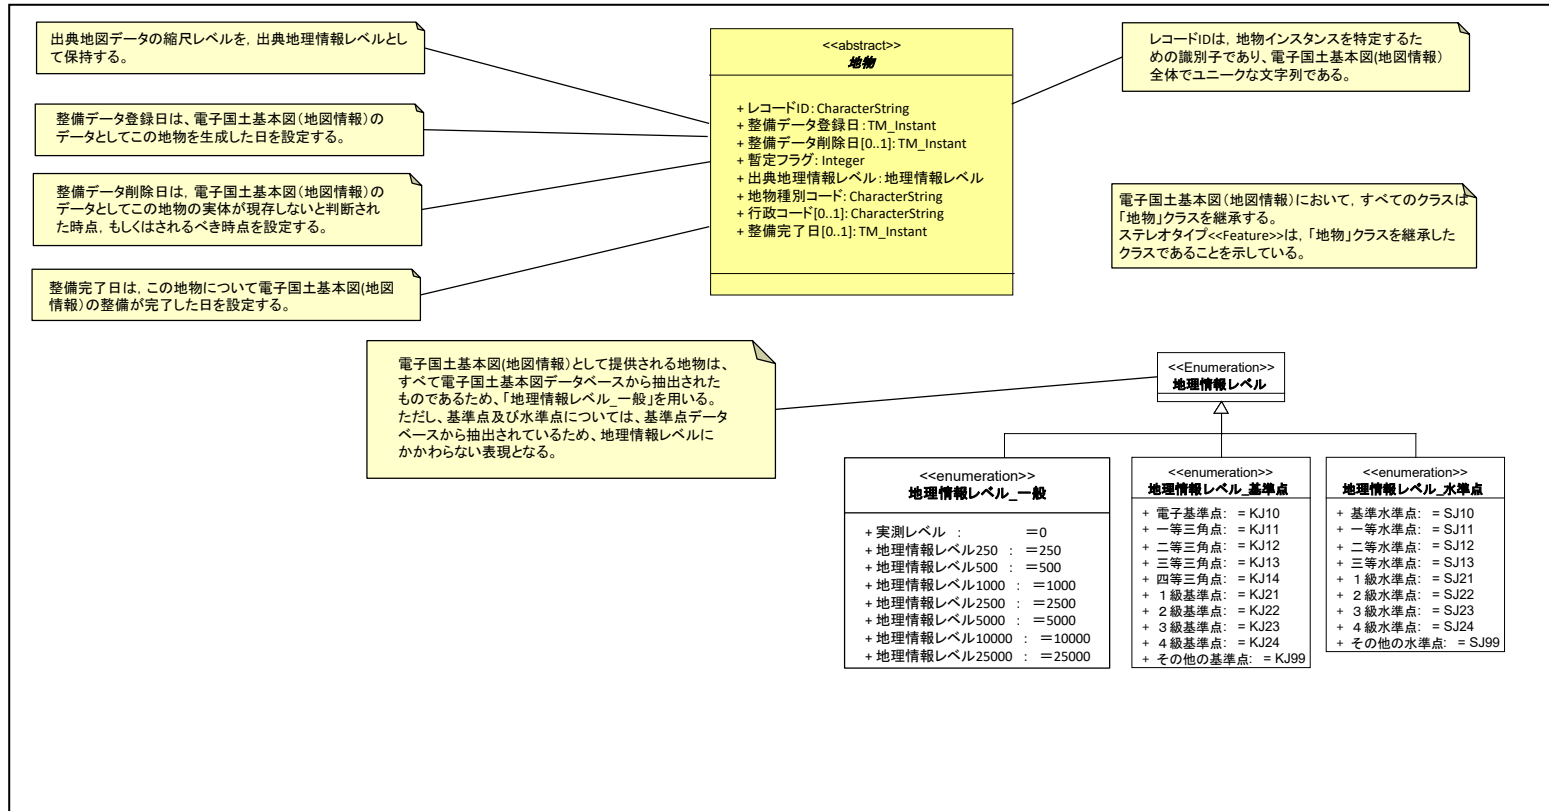 出典地図データの縮尺レベルを，出典地理情報レベルとし
て保持する。
整備データ登録日は、電子国土基本図（地図情報）の
データとしてこの地物を生成した日を設定する。
整備データ削除日は，電子国土基本図（地図情報）の
データとしてこの地物の実体が現存しないと判断され
た時点，もしくはされるべき時点を設定する。
整備完了日は，この地物について電子国土基本図(地図
情報）の整備が完了した日を設定する。
<<abstract>>
地物
+ レコードID: CharacterString
+ 整備データ登録日 : TM_Instant
+ 整備データ削除日[0..1]: TM_Instant
+ 暫定フラグ: Integer
+ 出典地理情報レベル : 地理情報レベル
+ 地物種別コード: CharacterString
+ 行政コード[0..1]: CharacterString
+ 整備完了日[0..1]: TM_Instant
レコードIDは，地物インスタンスを特定するた
めの識別子であり、電子国土基本図(地図情報）
全体でユニークな文字列である。
電子国土基本図（地図情報）において，すべてのクラスは
「地物」クラスを継承する。
ステレオタイプ<<Feature>>は，「地物」クラスを継承した
クラスであることを示している。
電子国土基本図(地図情報）として提供される地物は、
すべて電子国土基本図データベースから抽出された
ものであるため、「地理情報レベル_一般」を用いる。
ただし、基準点及び水準点については、基準点データ
ベースから抽出されているため、地理情報レベルに
かかわらない表現となる。
<<Enumeration>>
地理情報レベル
<<enumeration>>
地理情報レベル_一般
+ 実測レベル : ＝0
+ 地理情報レベル250 : ＝250
+ 地理情報レベル500 : ＝500
+ 地理情報レベル1000 : ＝1000
+ 地理情報レベル2500 : ＝2500
+ 地理情報レベル5000 : ＝5000
+ 地理情報レベル10000 : ＝10000
+ 地理情報レベル25000 : ＝25000
<<enumeration>>
地理情報レベル_基準点
+ 電子基準点: = KJ10
+ 一等三角点: = KJ11
+ 二等三角点: = KJ12
+ 三等三角点: = KJ13
+ 四等三角点: = KJ14
+ １級基準点: = KJ21
+ ２級基準点: = KJ22
+ ３級基準点: = KJ23
+ ４級基準点: = KJ24
+ その他の基準点: = KJ99
<<enumeration>>
地理情報レベル_水準点
+ 基準水準点: = SJ10
+ 一等水準点: = SJ11
+ 二等水準点: = SJ12
+ 三等水準点: = SJ13
+ １級水準点: = SJ21
+ ２級水準点: = SJ22
+ ３級水準点: = SJ23
+ ４級水準点: = SJ24
+ その他の水準点: = SJ99